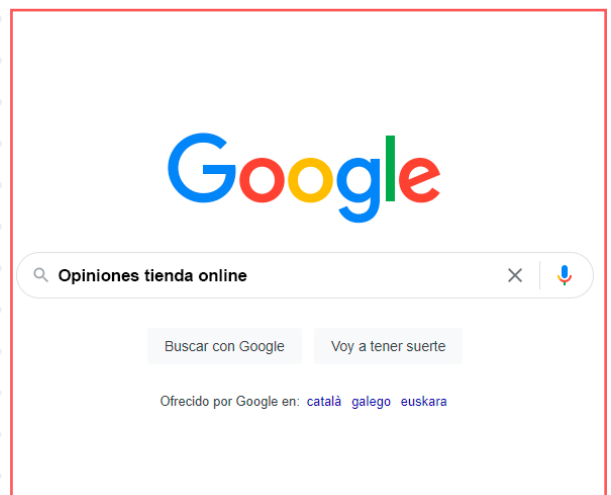 Google
Opiniones tienda online
Buscar con Google Voy a tener suerte
Ofrecido por Google en: català galego euskara